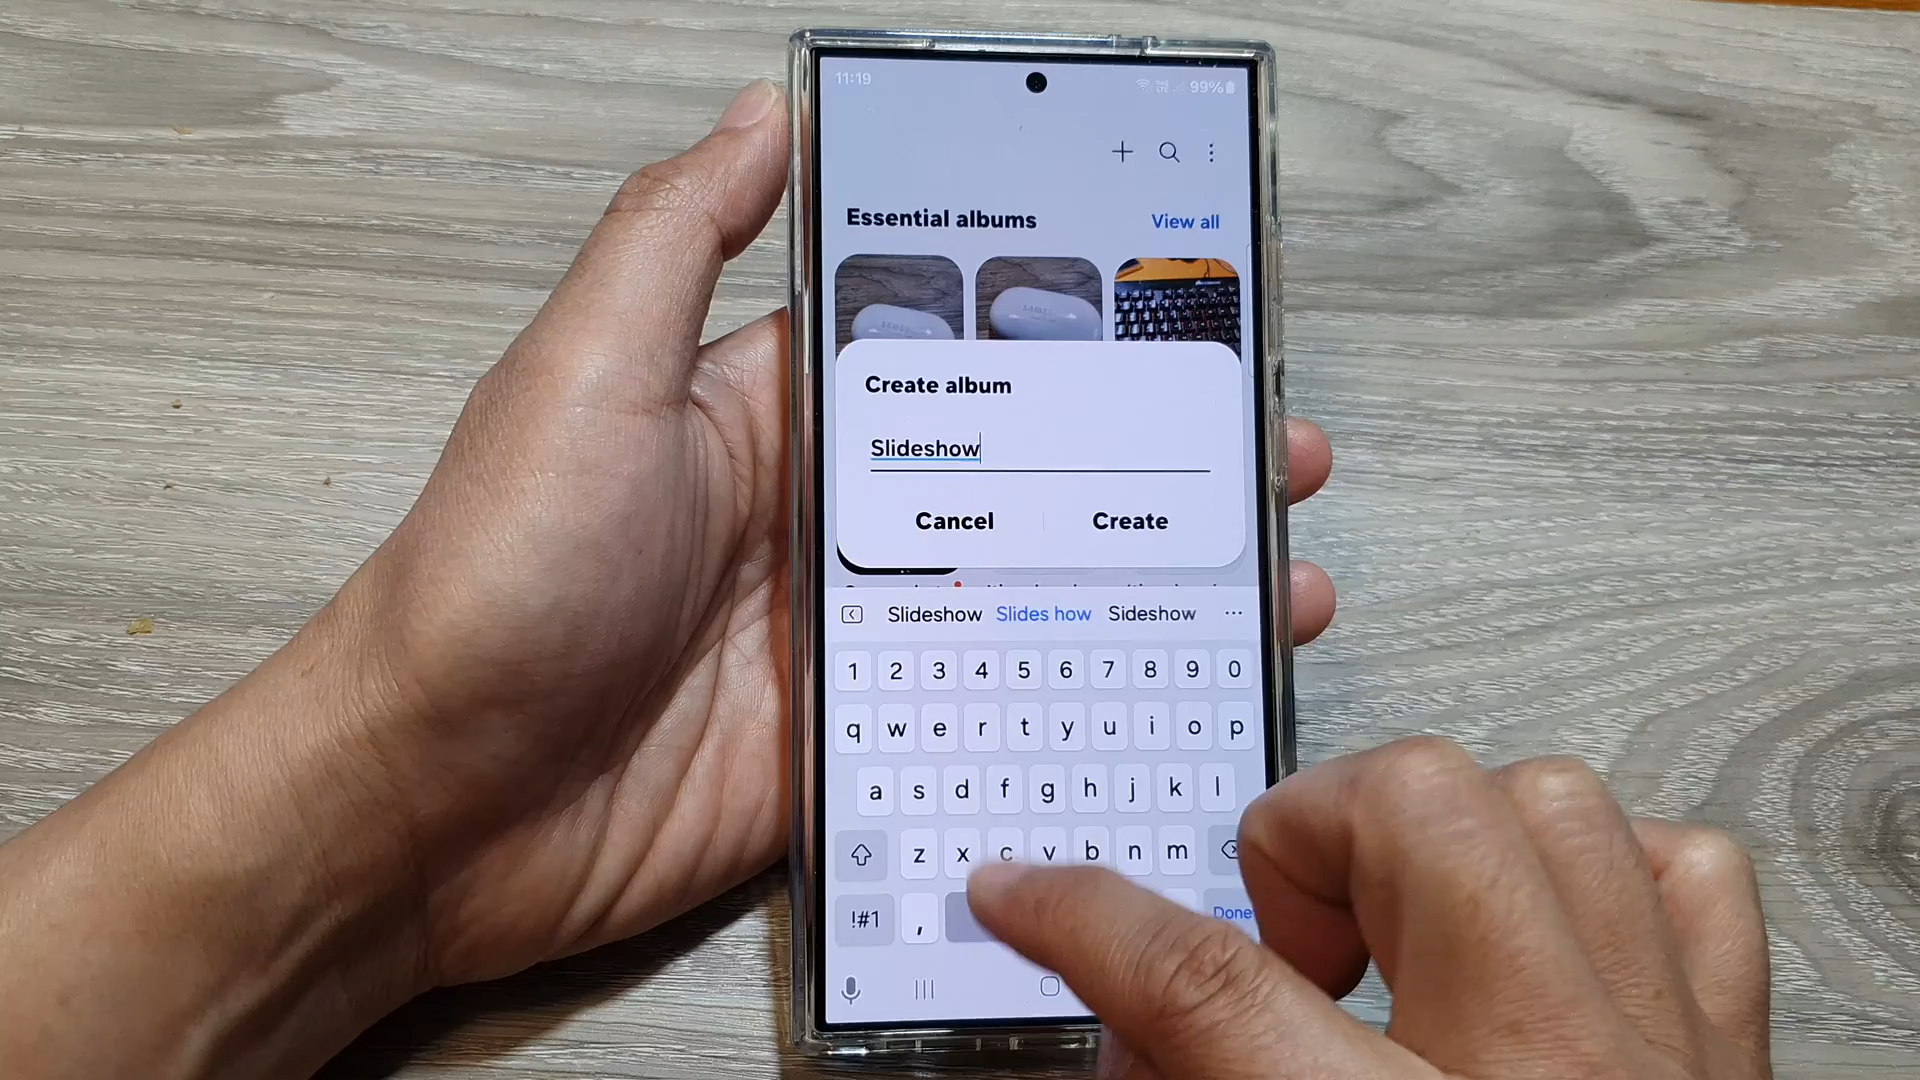 11:19 99%
Essential albums View all
SAMSUNG
Create album
Slideshow
Cancel Create
Slideshow Slides how Sideshow ...
1 2 3 4 5 6 7 8 9 0
q w e r t y u i o p
a s d f g h j k l
z x c v b n m
!#1 , Done